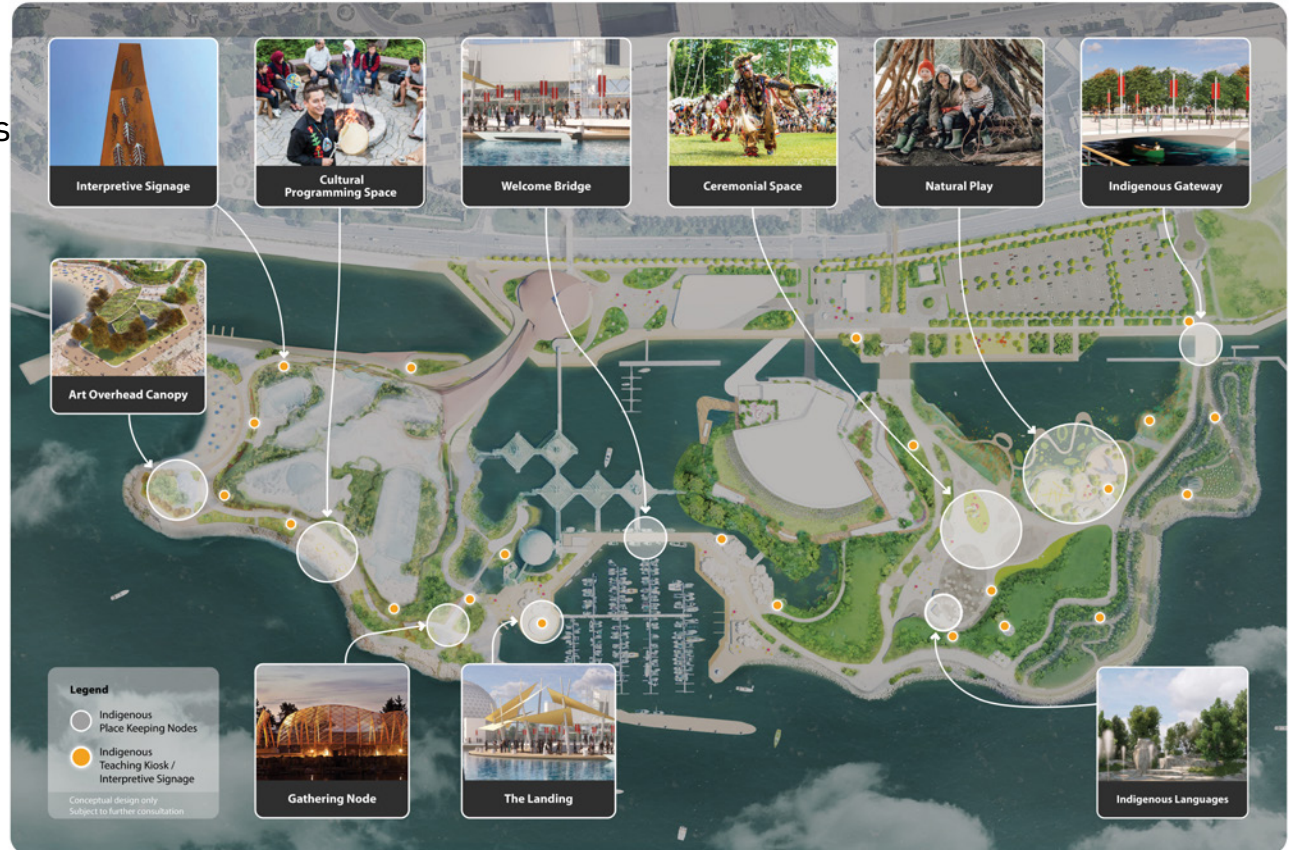 s
Interpretive Signage
Cultural
Programming Space
Welcome Bridge
Ceremonial Space
Natural Play
Indigenous Gateway
Art Overhead Canopy
Legend
Indigenous
Place Keeping Nodes
Indigenous
Teaching Kiosk /
Interpretive Signage
Conceptual design only
Subject to further consultation
Gathering Node
The Landing
Indigenous Languages